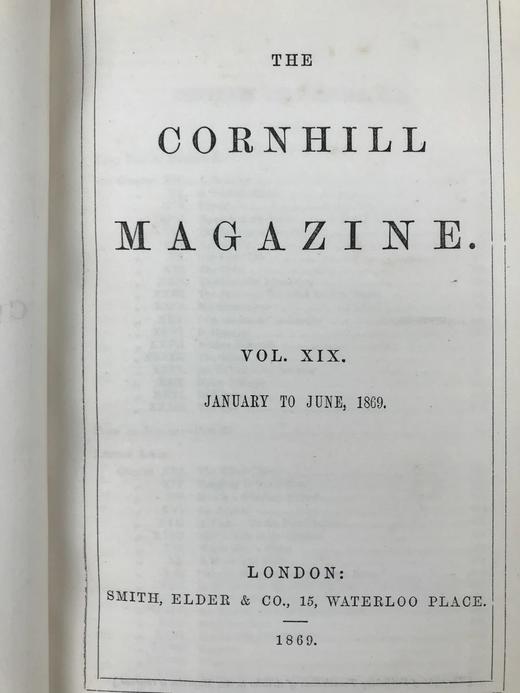 THE
CORNHILL
MAGAZINE.
VOL. XIX.
JANUARY TO JUNE, 1869.
LONDON:
SMITH, ELDER & CO., 15, WATERLOO PLACE.
1869.